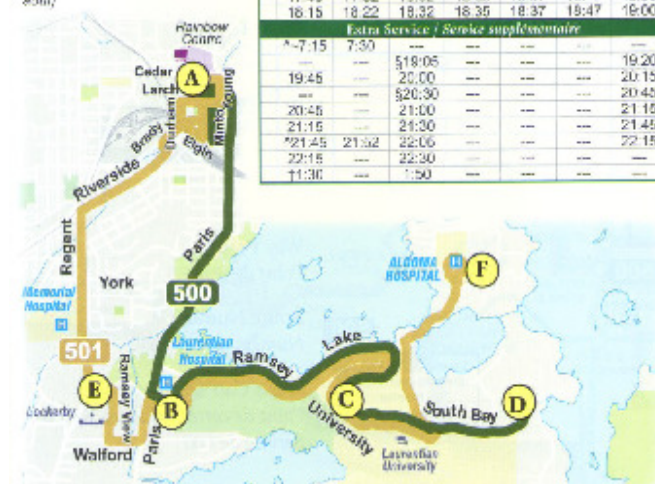 18:15 18:22 18:32 18:35 18:37 18:47 19:00
Extra Service / Service supplémentaire
^~7:15 7:30 --- --- --- --- ---
--- --- §19:05 --- --- --- 19:20
19:45 20:00 --- --- --- 20:15
--- --- §20:30 --- --- --- 20:45
20:45 --- 21:00 --- --- --- 21:15
21:15 --- 21:30 --- --- --- 21:45
^21:45 21:52 22:05 --- --- --- 22:15
22:15 --- 22:30 --- --- --- ---
†1:30 --- 1:50 --- --- --- ---
Rainbow
Centre
Cedar
A
Larch
Durham
Minto
Young
Brady
Elgin
Riverside
Regent
Paris
York
500
ALGOMA
HOSPITAL
H
F
Memorial
Hospital
H
501
Laurentian
Hospital
H
Ramsey
Lake
E
Ramsey View
B
C
South Bay
D
Lockerby
University
Paris
Walford
Laurentian
University